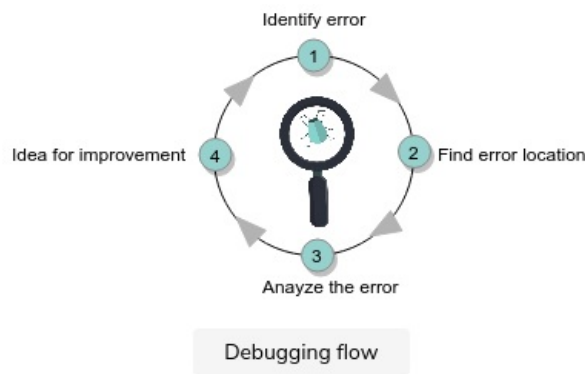 Identify error
1
2
Find error location
3
Anayze the error
4
Idea for improvement
Debugging flow